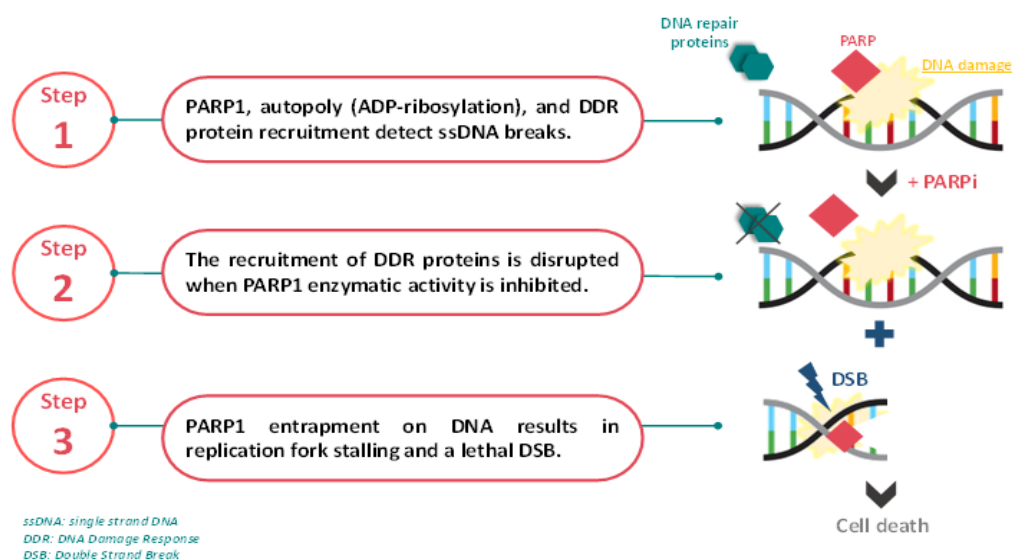 DNA repair
proteins
PARP
DNA damage
Step
1
PARP1, autopoly (ADP-ribosylation), and DDR
protein recruitment detect ssDNA breaks.
+ PARPi
Step
2
The recruitment of DDR proteins is disrupted
when PARP1 enzymatic activity is inhibited.
DSB
Step
3
PARP1 entrapment on DNA results in
replication fork stalling and a lethal DSB.
Cell death
ssDNA: single strand DNA
DDR: DNA Damage Response
DSB: Double Strand Break